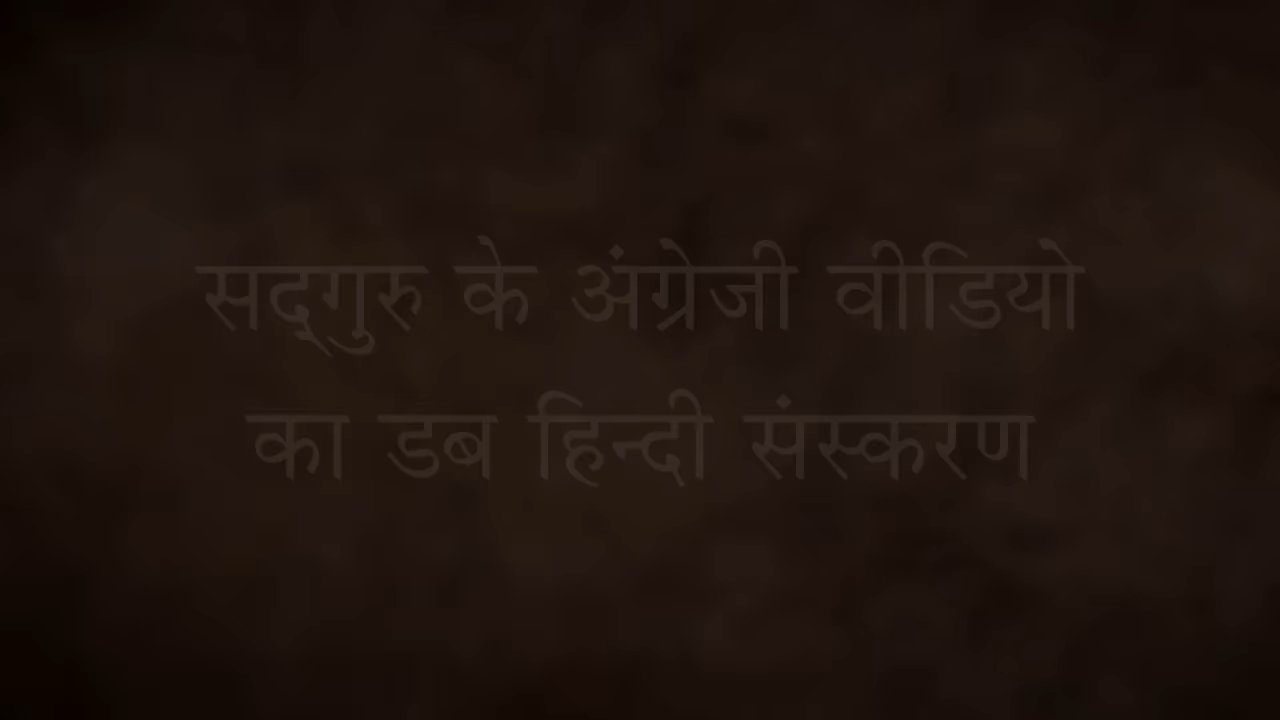 सद्‌गुरु के अंग्रेजी वीडियो
का डब हिन्दी संस्करण